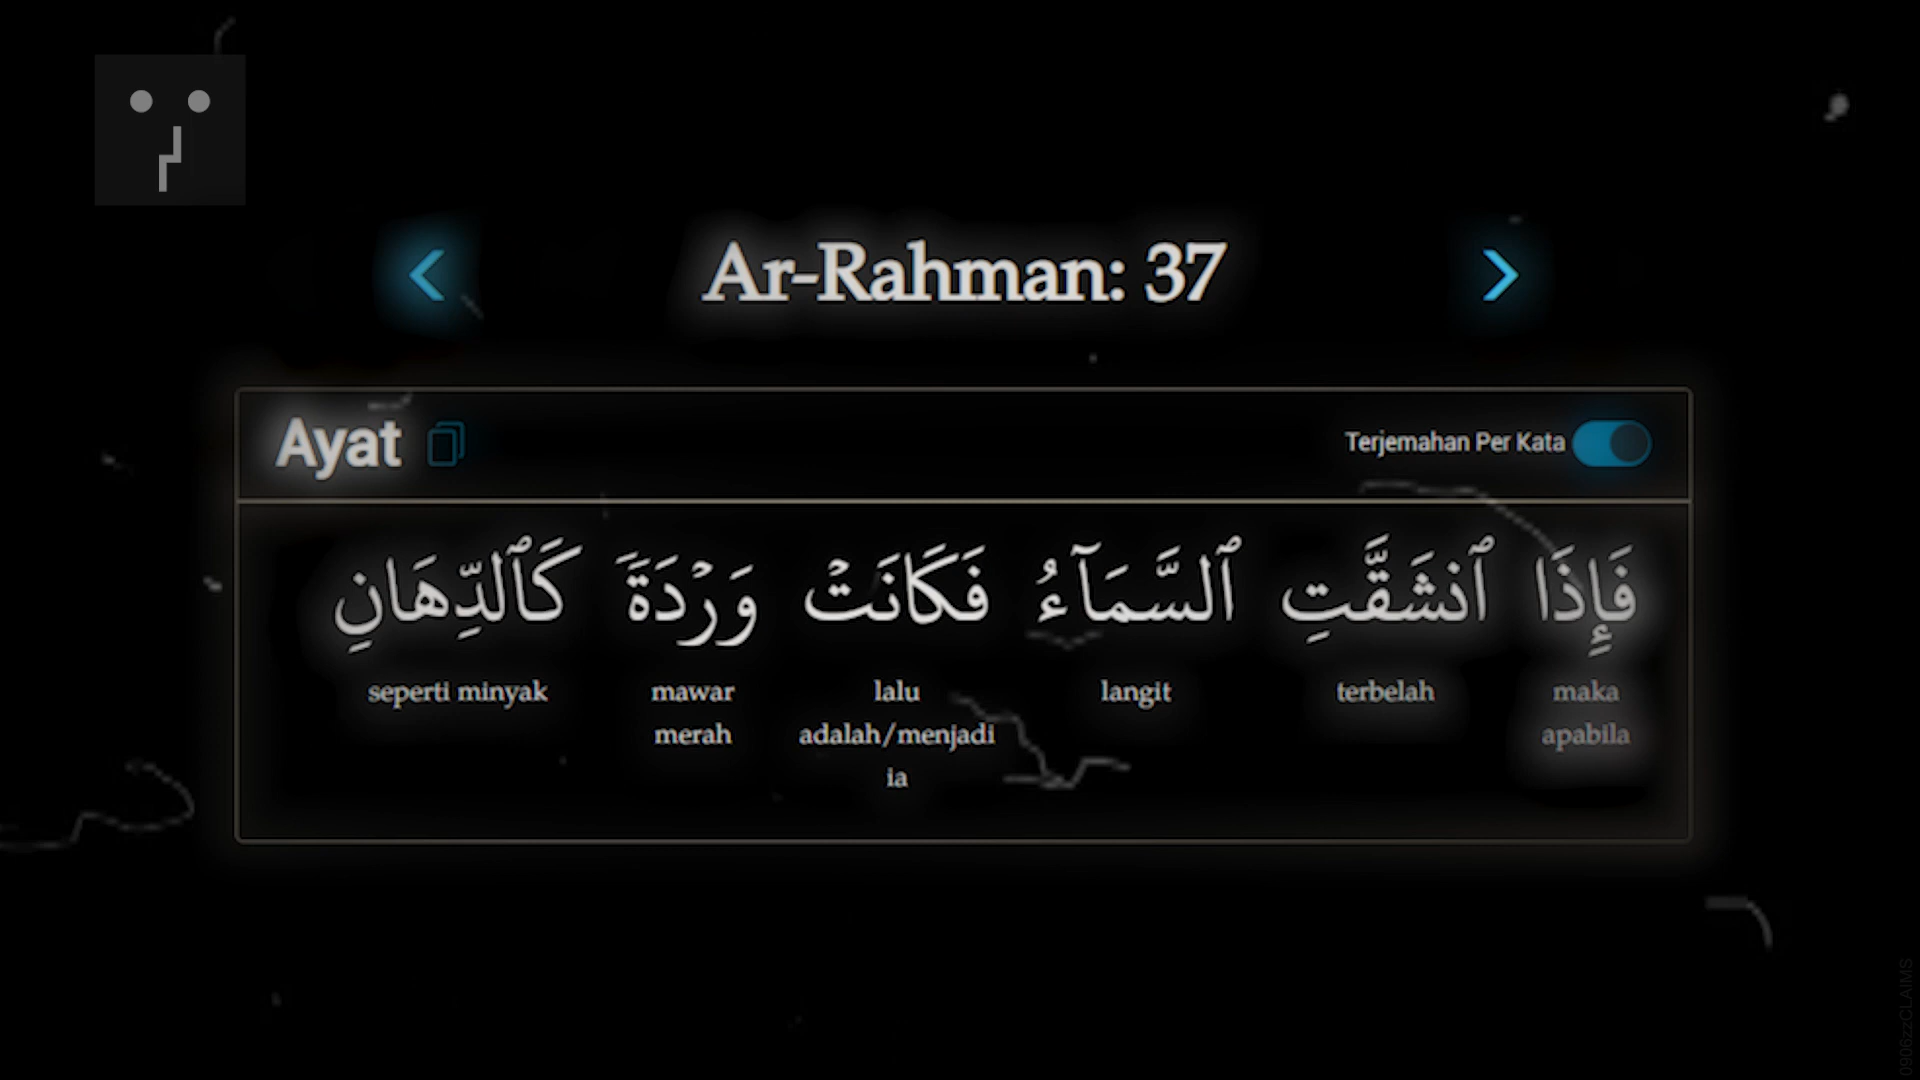 Ar-Rahman: 37
Ayat
Terjemahan Per Kata
فَإِذَا ٱنشَقَّتِ ٱلسَّمَآءُ فَكَانَتْ وَرْدَةً كَٱلدِّهَانِ
maka apabila
terbelah
langit
lalu adalah/menjadi ia
mawar merah
seperti minyak
0906zzCLAIMS